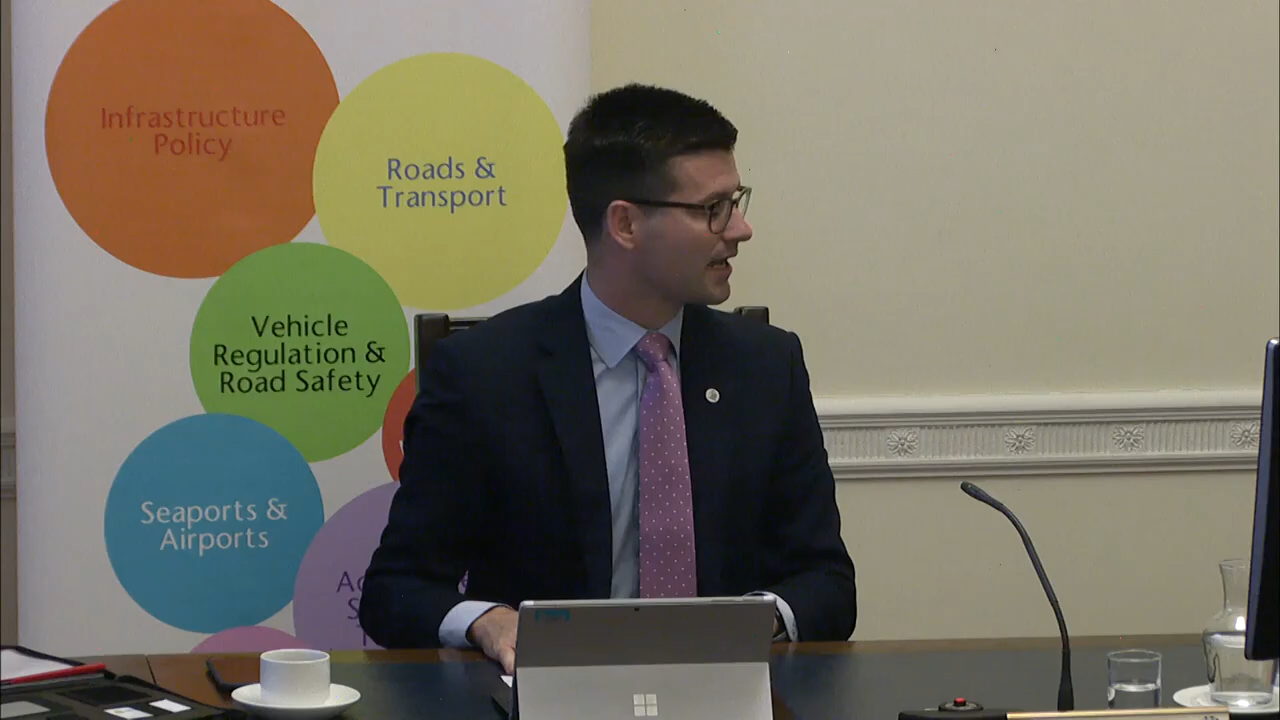 Infrastructure
Policy
Roads &
Transport
Vehicle
Regulation &
Road Safety
Seaports &
Airports